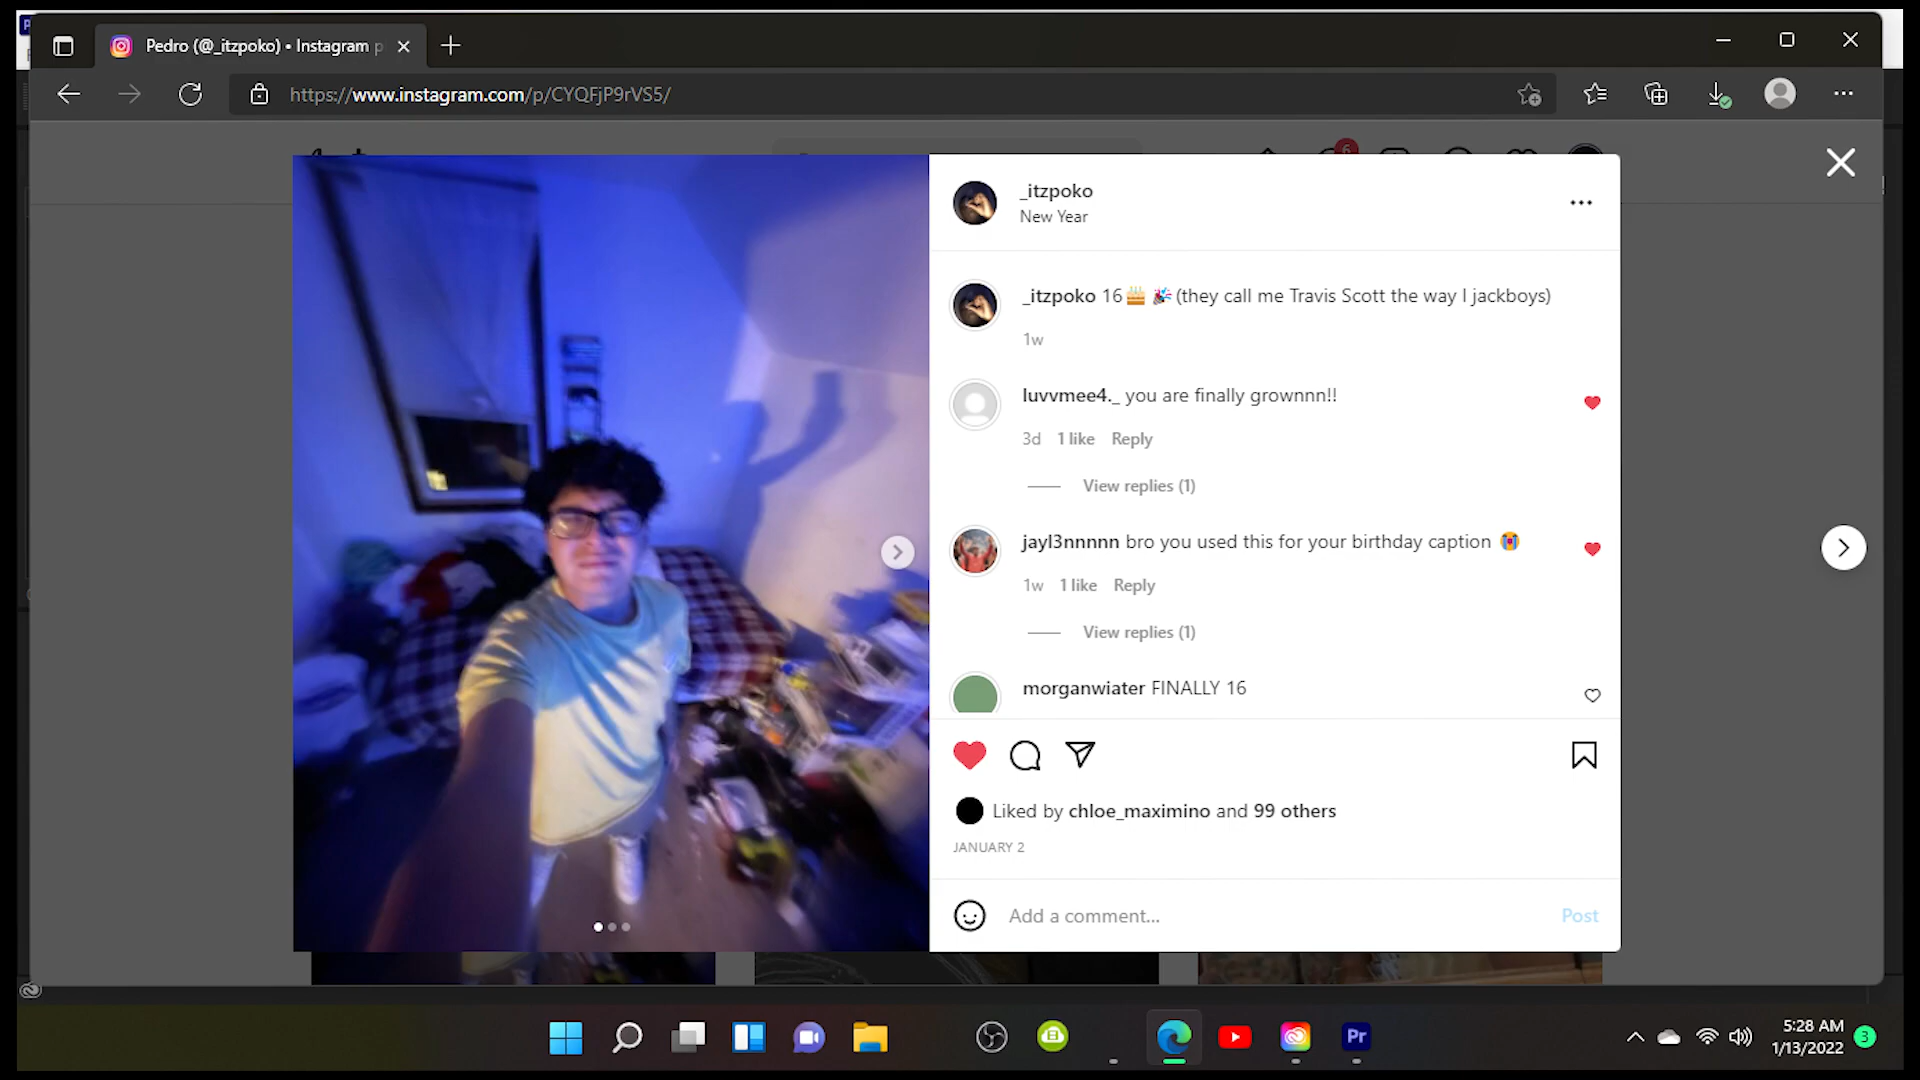 Pedro (@_itzpoko) • Instagram p
https://www.instagram.com/p/CYQFjP9rVS5/
6
_itzpoko
New Year
_itzpoko 16🎂 🎉(they call me Travis Scott the way I jackboys)
1w
luvvmee4._ you are finally grownnn!!
3d 1 like Reply
View replies (1)
jayl3nnnnn bro you used this for your birthday caption 😭
1w 1 like Reply
View replies (1)
morganwiater FINALLY 16
Liked by chloe_maximino and 99 others
JANUARY 2
Add a comment... Post
Pr
5:28 AM
1/13/2022
3